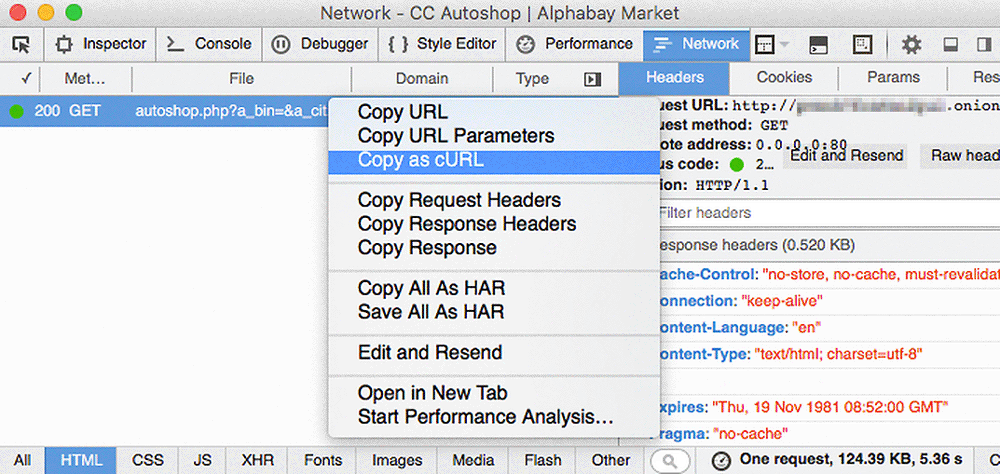 Network - CC Autoshop | Alphabay Market
Inspector Console Debugger { } Style Editor Performance Network
✓ Met... File Domain Type Headers Cookies Params Res
200 GET autoshop.php?a_bin=&a_cit
Copy URL
Copy URL Parameters
Copy as cURL
Copy Request Headers
Copy Response Headers
Copy Response
Copy All As HAR
Save All As HAR
Edit and Resend
Open in New Tab
Start Performance Analysis...
uest URL: http:// .onion
uest method: GET
ote address: 0.0.0.0:80
us code: 2... Edit and Resend Raw head
ion: HTTP/1.1
Filter headers
esponse headers (0.520 KB)
ache-Control: "no-store, no-cache, must-revalidat
onnection: "keep-alive"
ontent-Language: "en"
ontent-Type: "text/html; charset=utf-8"
xpires: "Thu, 19 Nov 1981 08:52:00 GMT"
ragma: "no-cache"
All HTML CSS JS XHR Fonts Images Media Flash Other One request, 124.39 KB, 5.36 s C